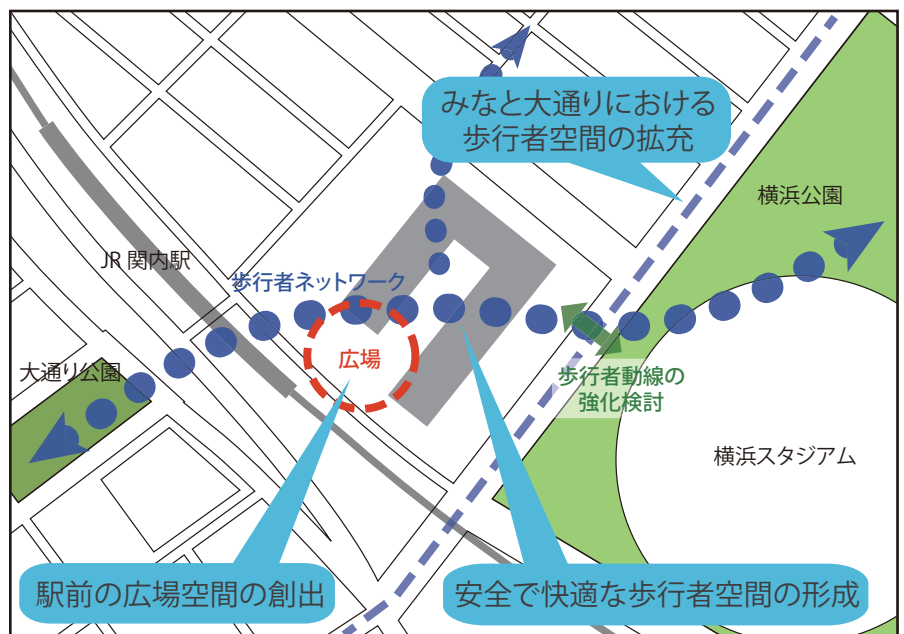 みなと大通りにおける
歩行者空間の拡充
横浜公園
JR 関内駅
歩行者ネットワーク
広場
大通り公園
歩行者動線の
強化検討
横浜スタジアム
駅前の広場空間の創出
安全で快適な歩行者空間の形成